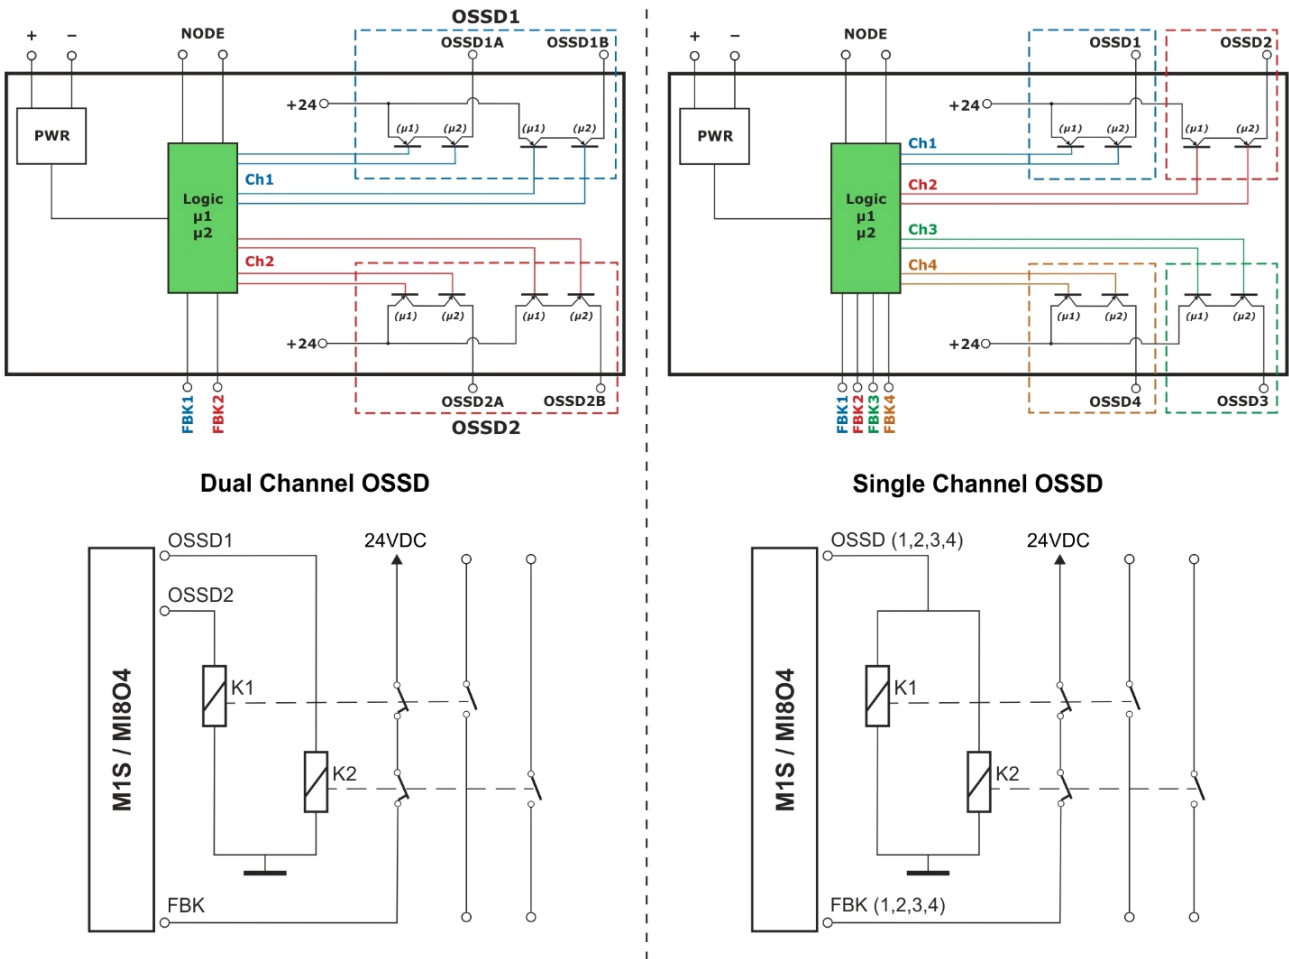 OSSD1
+ − NODE OSSD1A OSSD1B
+24 (µ1) (µ2) (µ1) (µ2)
PWR
Ch1
Logic
µ1
µ2
Ch2
(µ1) (µ2) (µ1) (µ2)
+24
FBK1
FBK2
OSSD2A OSSD2B
OSSD2
+ − NODE OSSD1 OSSD2
+24 (µ1) (µ2) (µ1) (µ2)
PWR
Ch1
Ch2
Logic
µ1
µ2
Ch3
Ch4
(µ1) (µ2) (µ1) (µ2)
+24
FBK1
FBK2
FBK3
FBK4
OSSD4 OSSD3
Dual Channel OSSD
OSSD1 24VDC
OSSD2
M1S / MI8O4
K1
K2
FBK
Single Channel OSSD
OSSD (1,2,3,4) 24VDC
M1S / MI8O4
K1
K2
FBK (1,2,3,4)